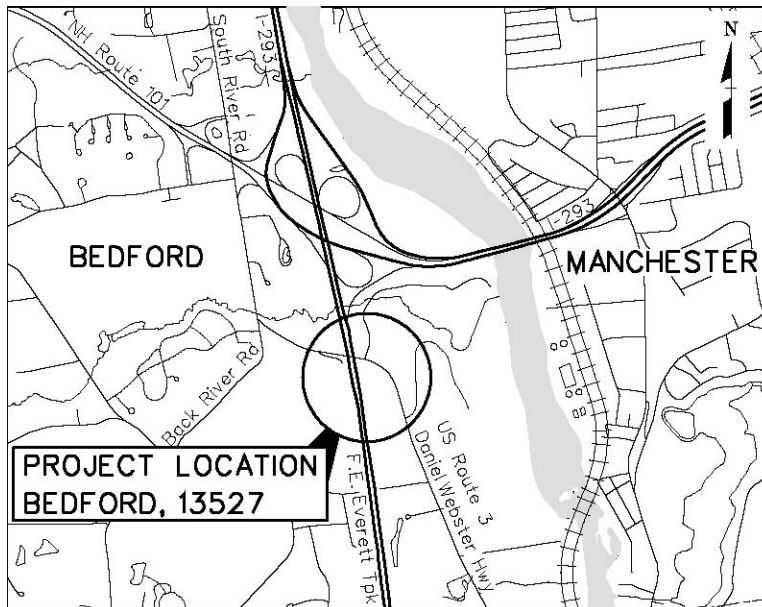 NH Route 101
South River Rd
I-293
N
I-293
BEDFORD
MANCHESTER
Back River Rd
US Route 3
Daniel Webster Hwy
PROJECT LOCATION
BEDFORD, 13527
F.E. Everett Tpk